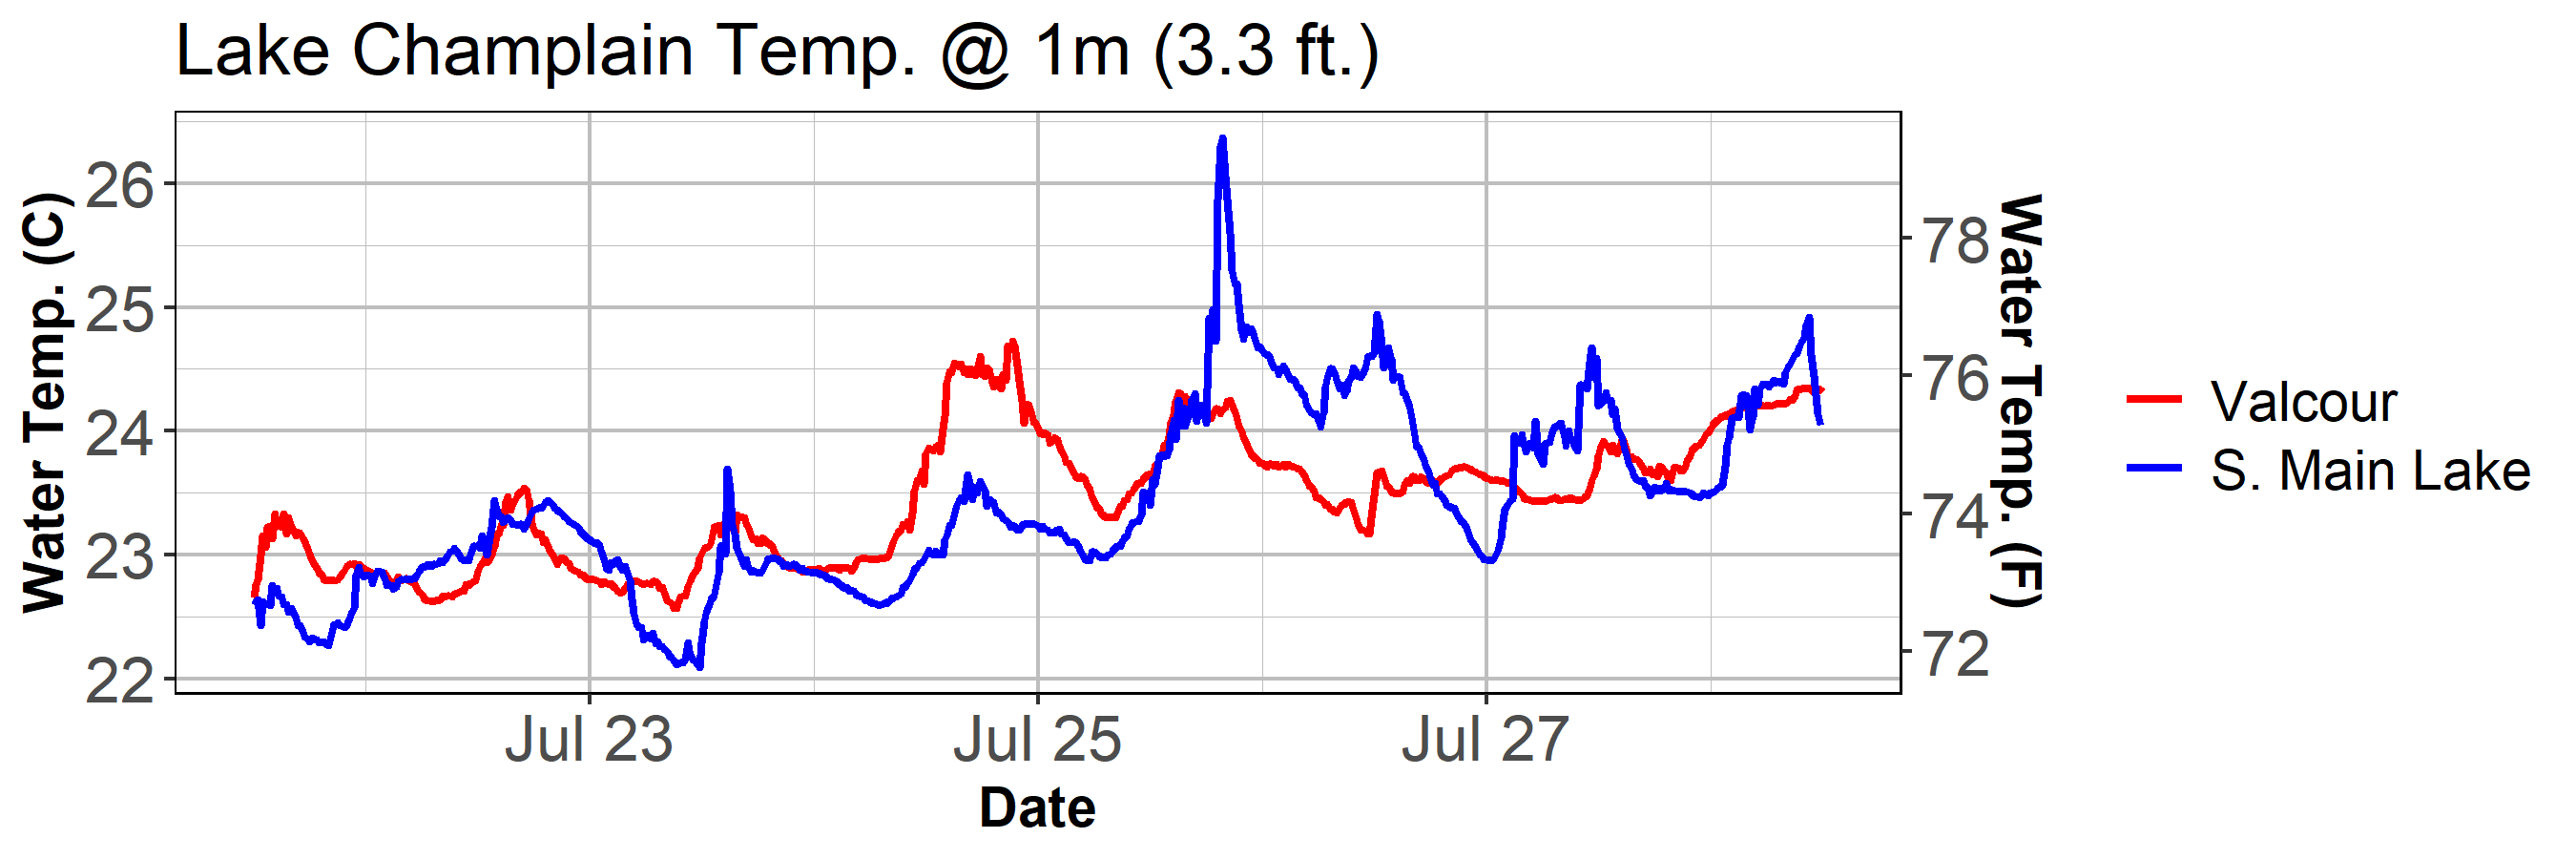 Lake Champlain Temp. @ 1m (3.3 ft.)
Water Temp. (C)
26
25
24
23
22
78
76
74
72
Water Temp. (F)
Jul 23
Jul 25
Jul 27
Date
Valcour
S. Main Lake